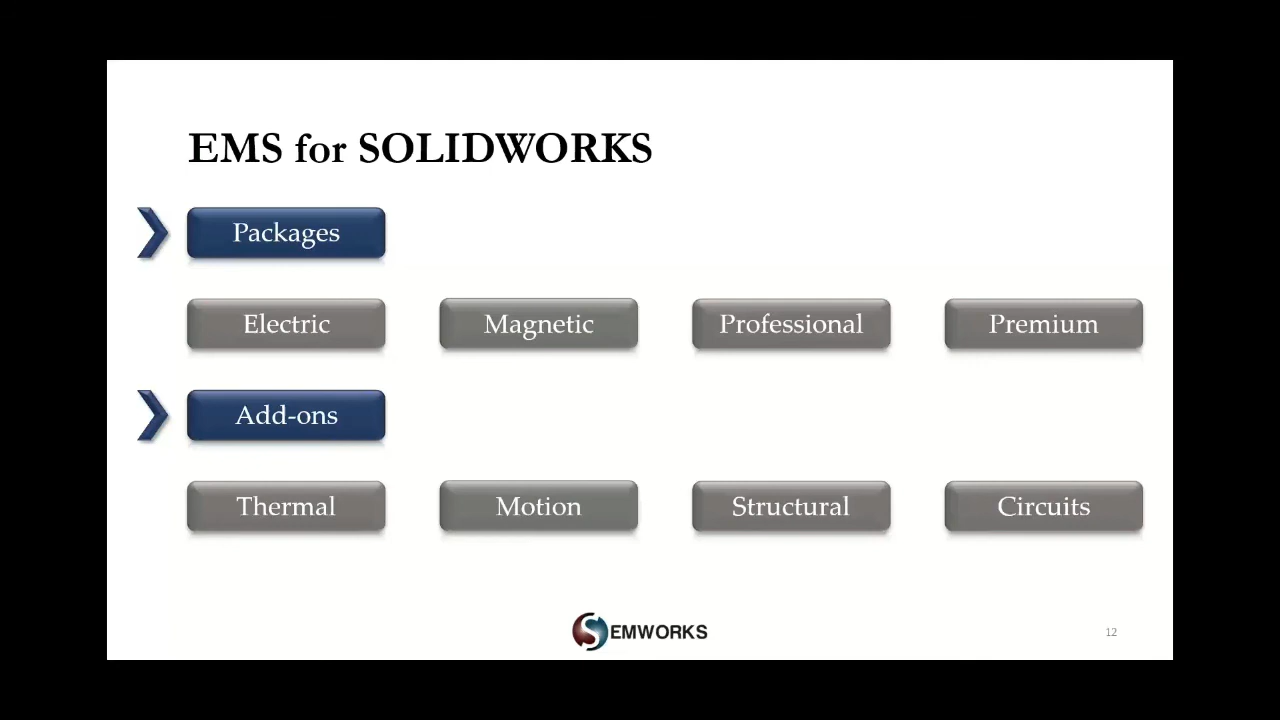 EMS for SOLIDWORKS
Packages
Electric Magnetic Professional Premium
Add-ons
Thermal Motion Structural Circuits
EMWORKS
12